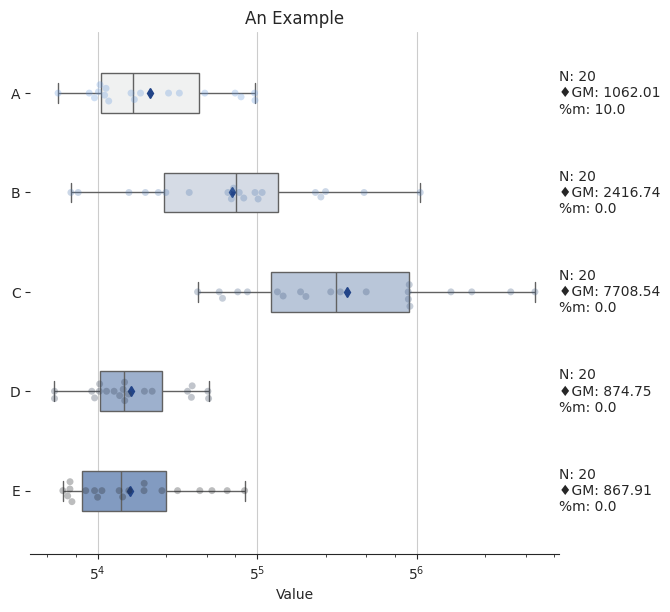 An Example
A
N: 20
♦GM: 1062.01
%m: 10.0
B
N: 20
♦GM: 2416.74
%m: 0.0
C
N: 20
♦GM: 7708.54
%m: 0.0
D
N: 20
♦GM: 874.75
%m: 0.0
E
N: 20
♦GM: 867.91
%m: 0.0
5⁴ 5⁵ 5⁶
Value